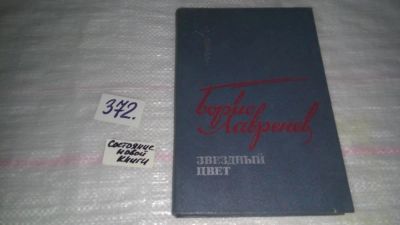 372.
Состояние
новой
книги
Борис
Лавренев
ЗВЕЗДНЫЙ
ЦВЕТ